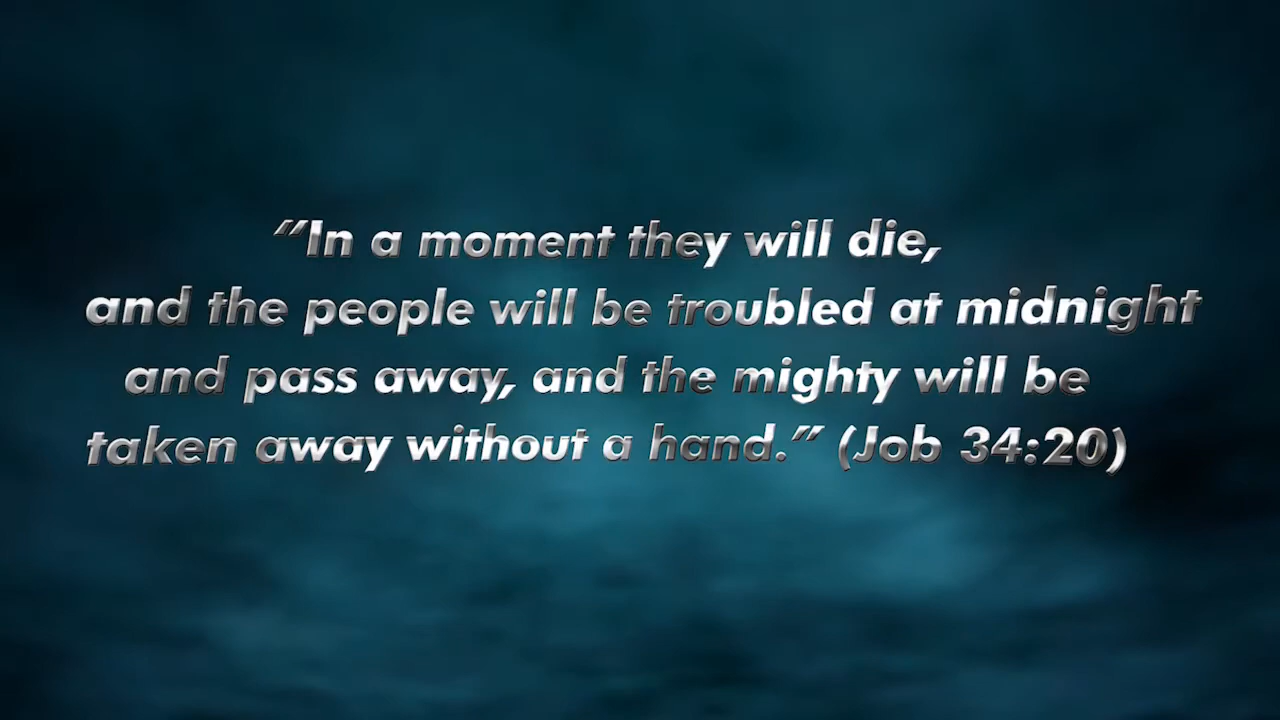 “In a moment they will die,
and the people will be troubled at midnight
and pass away, and the mighty will be
taken away without a hand.” (Job 34:20)